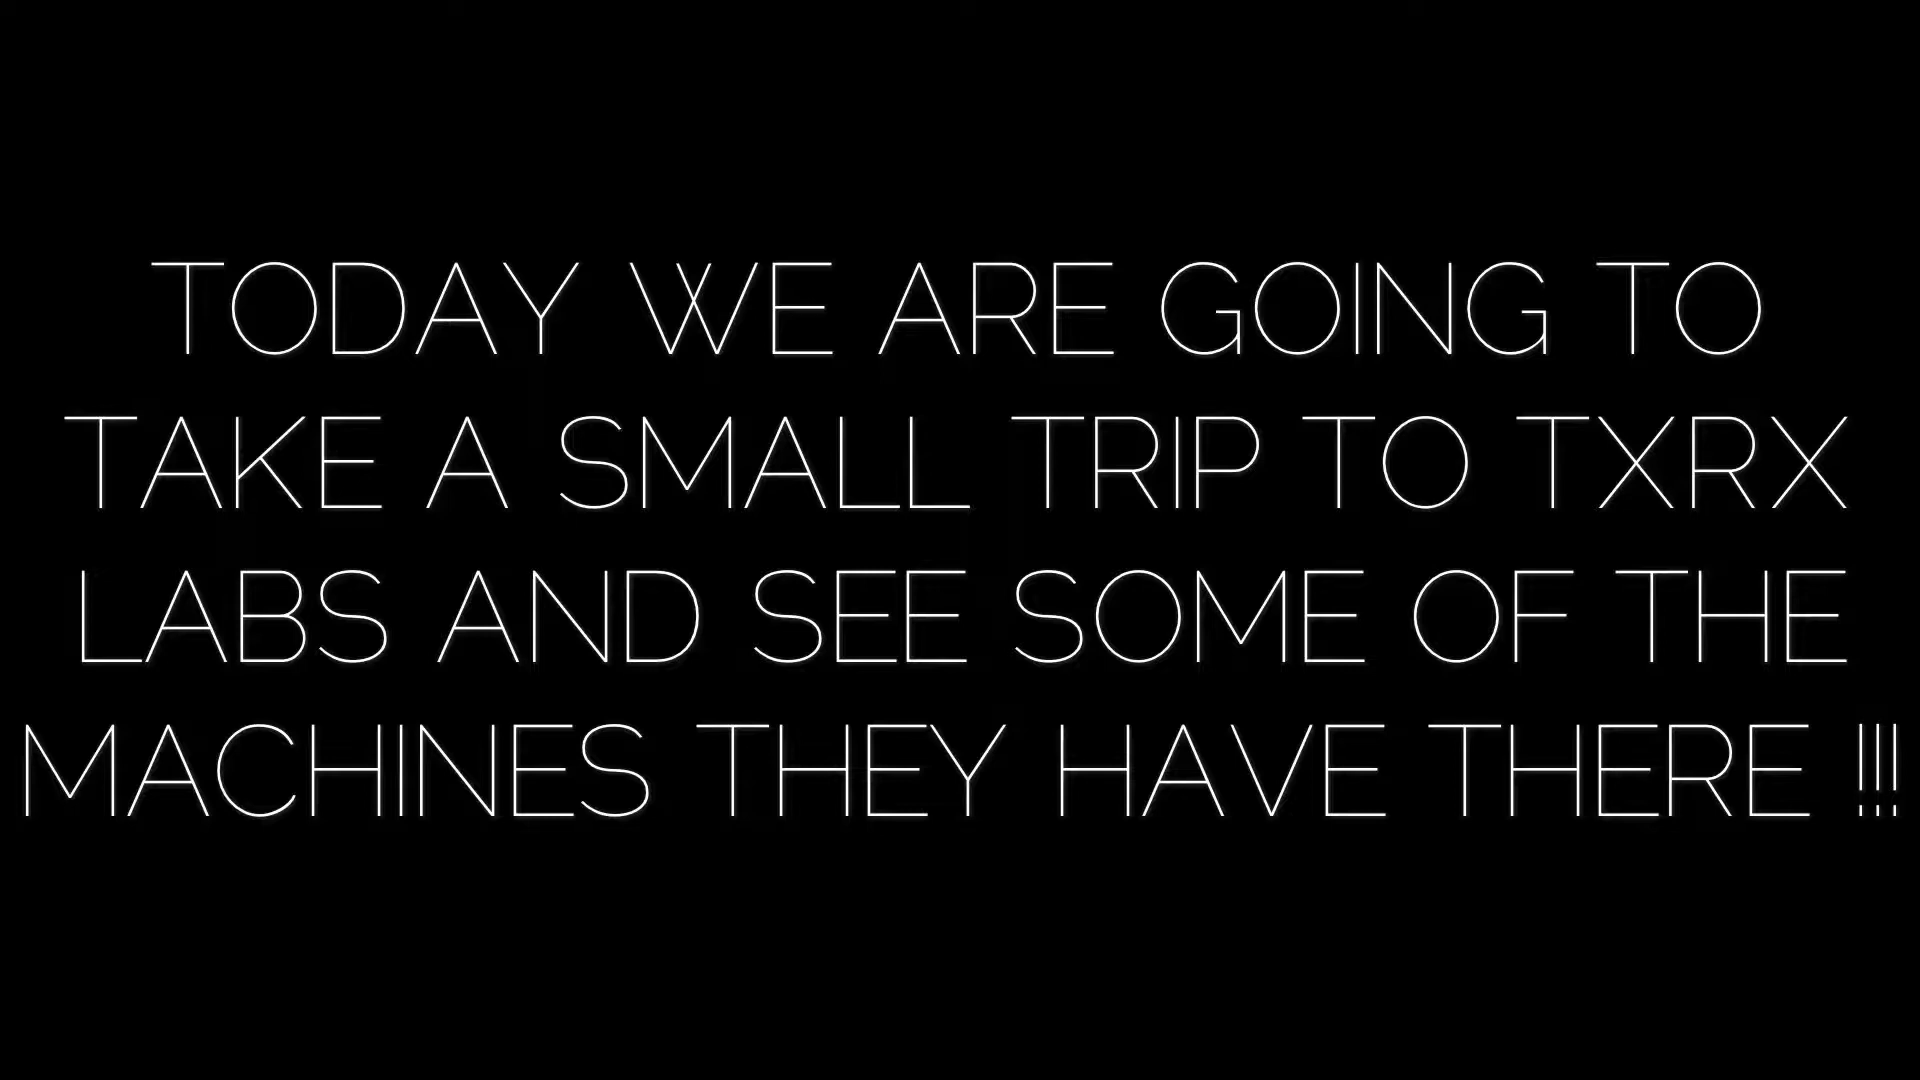 TODAY WE ARE GOING TO
TAKE A SMALL TRIP TO TXRX
LABS AND SEE SOME OF THE
MACHINES THEY HAVE THERE !!!